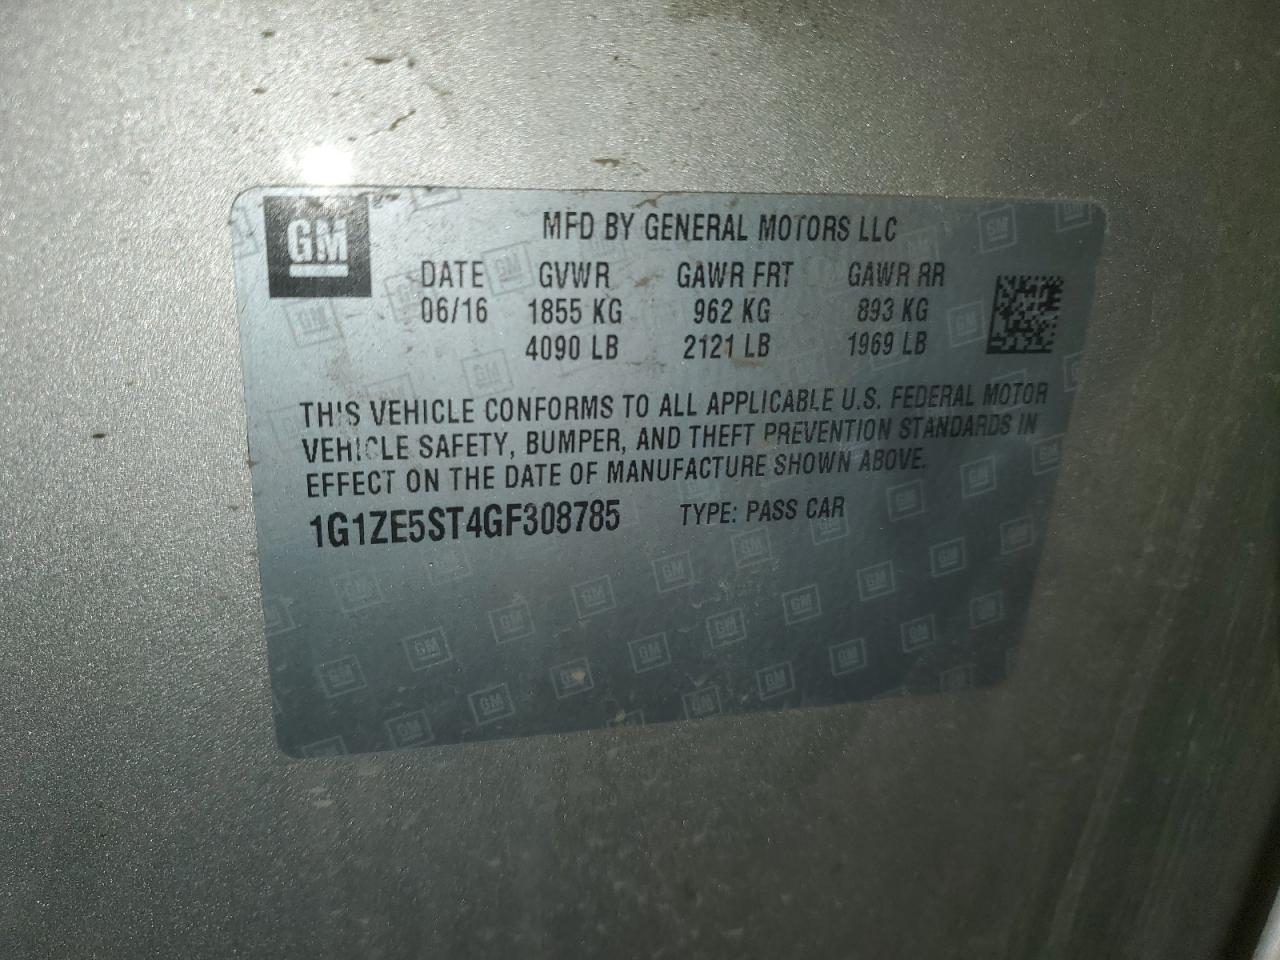 GM
MFD BY GENERAL MOTORS LLC
DATE GVWR GAWR FRT GAWR RR
06/16 1855 KG 962 KG 893 KG
4090 LB 2121 LB 1969 LB
THIS VEHICLE CONFORMS TO ALL APPLICABLE U.S. FEDERAL MOTOR
VEHICLE SAFETY, BUMPER, AND THEFT PREVENTION STANDARDS IN
EFFECT ON THE DATE OF MANUFACTURE SHOWN ABOVE.
1G1ZE5ST4GF308785 TYPE: PASS CAR